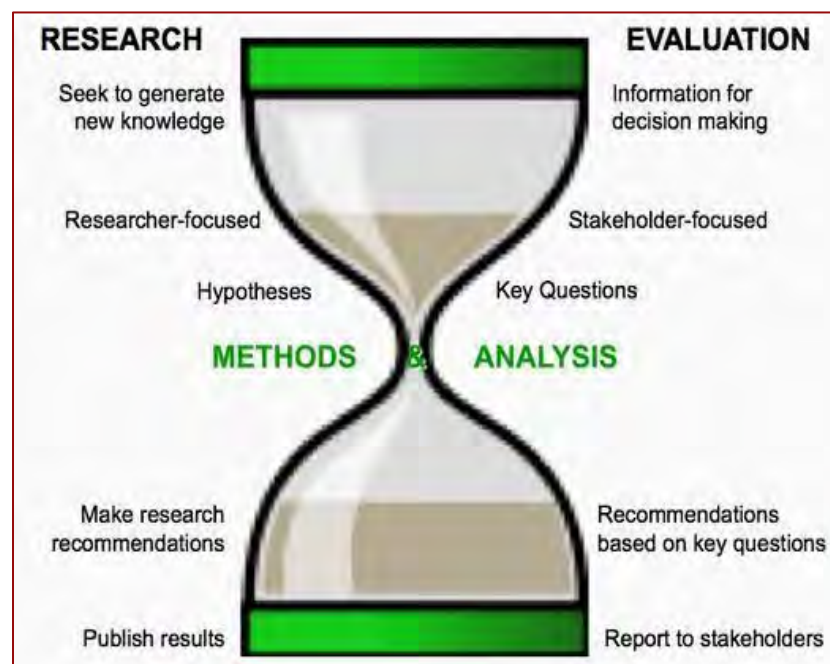 RESEARCH
EVALUATION
Seek to generate
new knowledge
Information for
decision making
Researcher-focused
Stakeholder-focused
Hypotheses
Key Questions
METHODS & ANALYSIS
Make research
recommendations
Recommendations
based on key questions
Publish results
Report to stakeholders